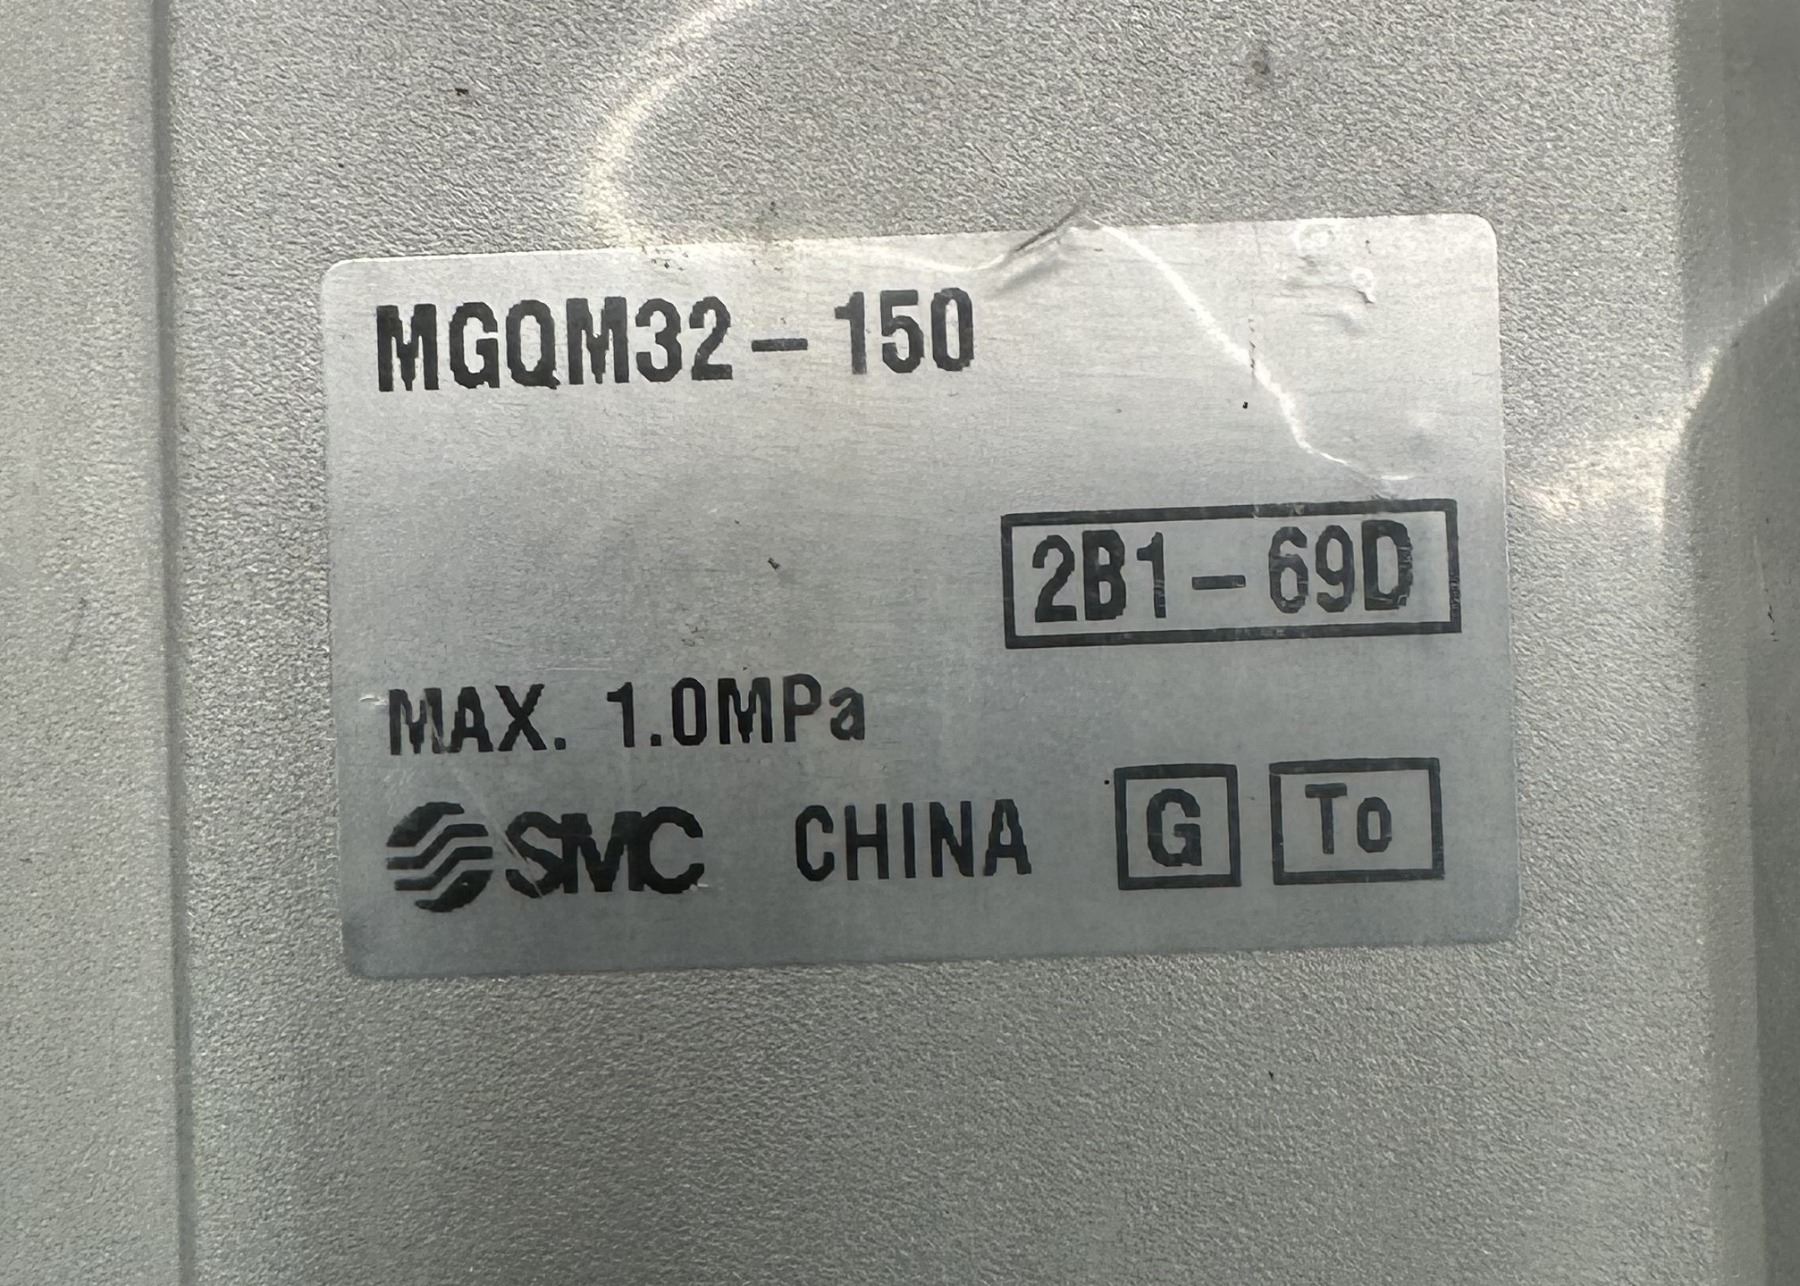 MGQM32-150
2B1-69D
MAX. 1.0MPa
SMC CHINA G To